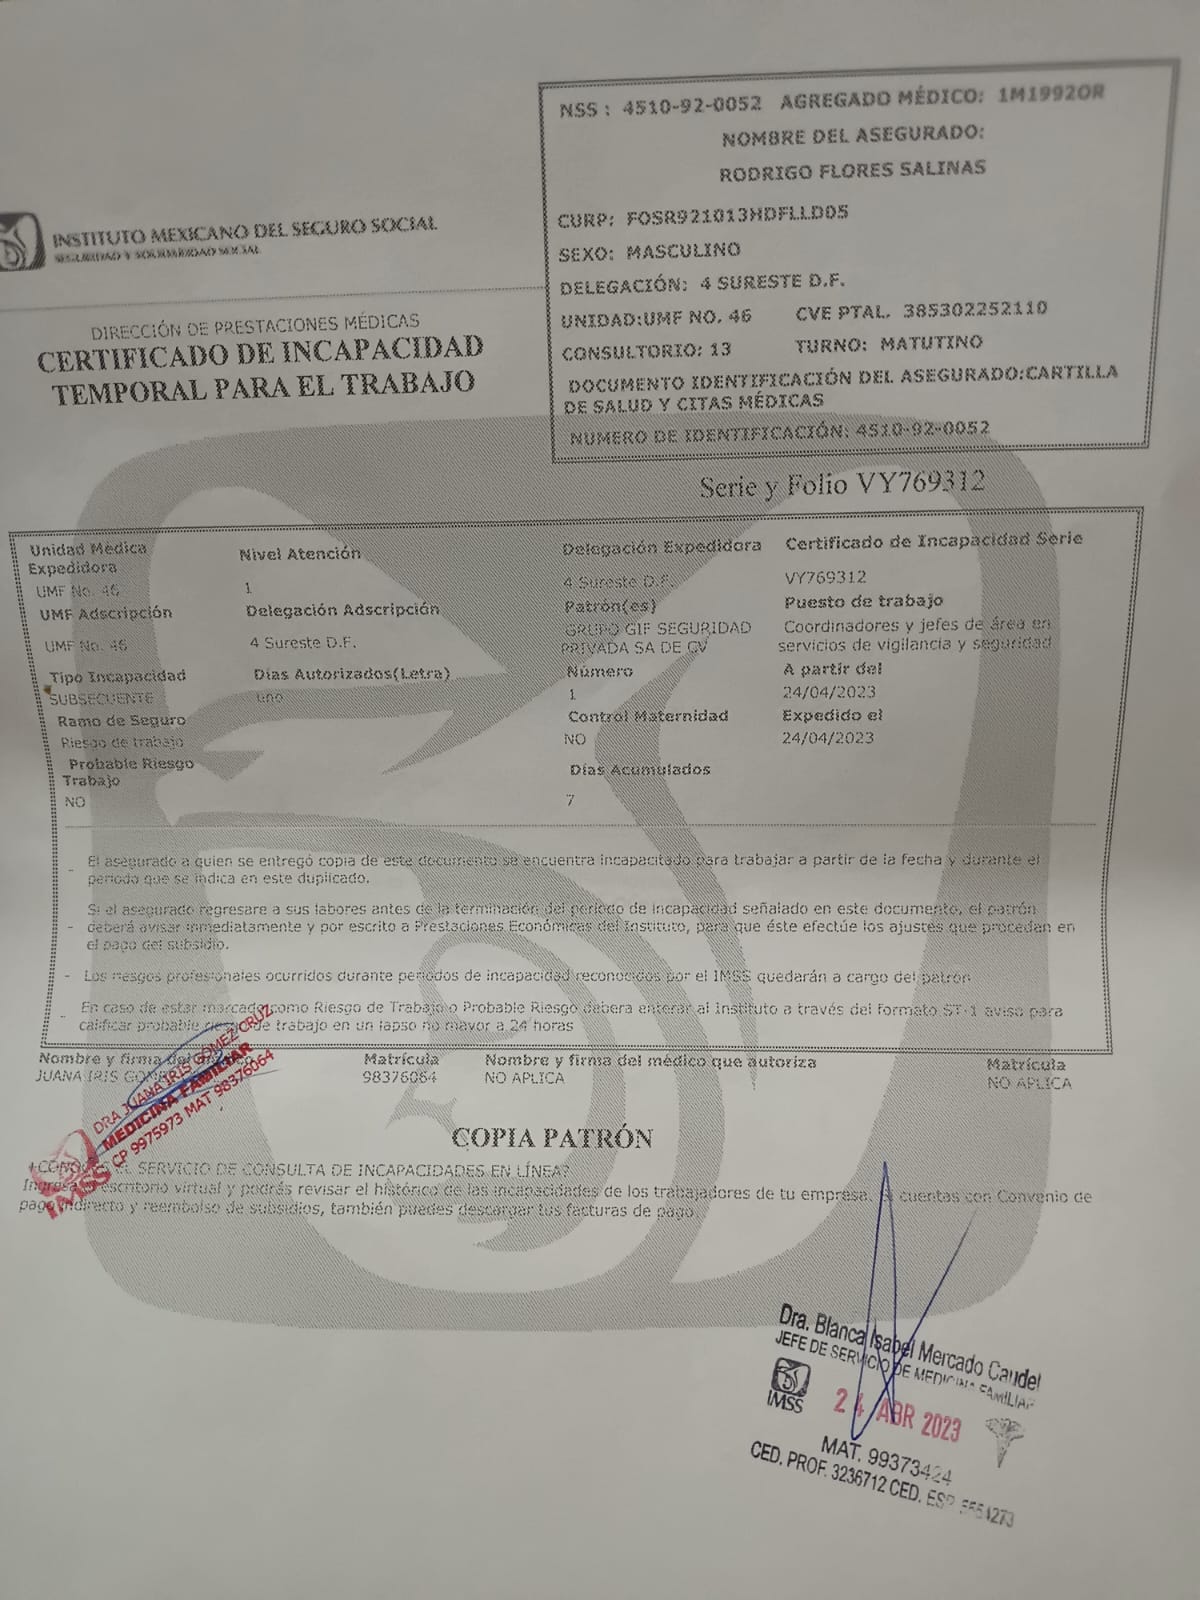 NSS : 4510-92-0052 AGREGADO MÉDICO: 1M1992OR
NOMBRE DEL ASEGURADO:
RODRIGO FLORES SALINAS
CURP: FOSR921013HDFLLD05
SEXO: MASCULINO
DELEGACIÓN: 4 SURESTE D.F.
UNIDAD:UMF NO. 46 CVE PTAL. 385302252110
CONSULTORIO: 13 TURNO: MATUTINO
DOCUMENTO IDENTIFICACIÓN DEL ASEGURADO:CARTILLA
DE SALUD Y CITAS MÉDICAS
NUMERO DE IDENTIFICACIÓN: 4510-92-0052
INSTITUTO MEXICANO DEL SEGURO SOCIAL
SEGURIDAD Y SOLIDARIDAD SOCIAL
DIRECCIÓN DE PRESTACIONES MÉDICAS
CERTIFICADO DE INCAPACIDAD
TEMPORAL PARA EL TRABAJO
Serie y Folio VY769312
Unidad Médica
Expedidora
UMF No. 46
Nivel Atención
1
Delegación Expedidora
4 Sureste D.F.
Certificado de Incapacidad Serie
VY769312
UMF Adscripción
UMF No. 46
Delegación Adscripción
4 Sureste D.F.
Patrón(es)
GRUPO GIF SEGURIDAD
PRIVADA SA DE CV
Puesto de trabajo
Coordinadores y jefes de área en
servicios de vigilancia y seguridad
Tipo Incapacidad
SUBSECUENTE
Días Autorizados(Letra)
uno
Número
1
A partir del
24/04/2023
Ramo de Seguro
Riesgo de trabajo
Control Maternidad
NO
Expedido el
24/04/2023
Probable Riesgo
Trabajo
NO
Días Acumulados
7
- El asegurado a quien se entregó copia de este documento se encuentra incapacitado para trabajar a partir de la fecha y durante el
periodo que se indica en este duplicado.
Si el asegurado regresare a sus labores antes de la terminación del periodo de incapacidad señalado en este documento, el patrón
- deberá avisar inmediatamente y por escrito a Prestaciones Económicas del Instituto, para que éste efectúe los ajustes que procedan en
el pago del subsidio.
- Los riesgos profesionales ocurridos durante periodos de incapacidad reconocidos por el IMSS quedarán a cargo del patrón
- En caso de estar marcado como Riesgo de Trabajo o Probable Riesgo debera enterar al Instituto a través del formato ST-1 aviso para
calificar probable riesgo de trabajo en un lapso no mayor a 24 horas
Nombre y firma del
JUANA IRIS
Matrícula
98376064
Nombre y firma del médico que autoriza
NO APLICA
Matrícula
NO APLICA
DRA JUANA IRIS GOMEZ CRUZ
MEDICINA FAMILIAR
CP 9975973 MAT 98376064
IMSS
COPIA PATRÓN
EL SERVICIO DE CONSULTA DE INCAPACIDADES EN LÍNEA?
escritorio virtual y podrás revisar el histórico de las incapacidades de los trabajadores de tu empresa. cuentas con Convenio de
pago indirecto y reembolso de subsidios, también puedes descargar tus facturas de pago.
Dra. Blanca Isabel Mercado Caudel
JEFE DE SERVICIO DE MEDICINA FAMILIAR
IMSS
24 ABR 2023
MAT. 99373424
CED. PROF. 3236712 CED. ESP.